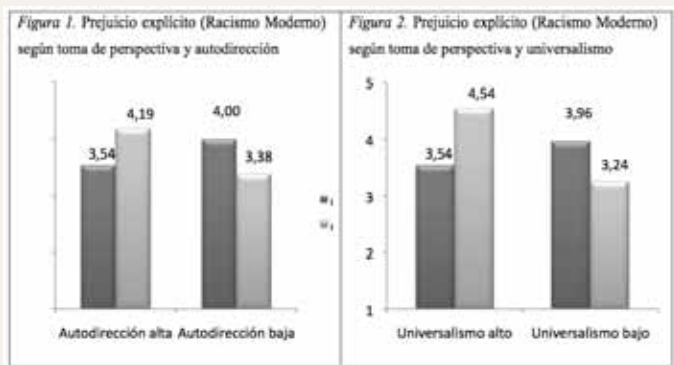 Figura 1. Prejuicio explícito (Racismo Moderno)
según toma de perspectiva y autodirección
4,19
4,00
3,54
3,38
Autodirección alta Autodirección baja
Figura 2. Prejuicio explícito (Racismo Moderno)
según toma de perspectiva y universalismo
5
4,54
4
3,96
3,54
3,24
3
2
1
Universalismo alto Universalismo bajo